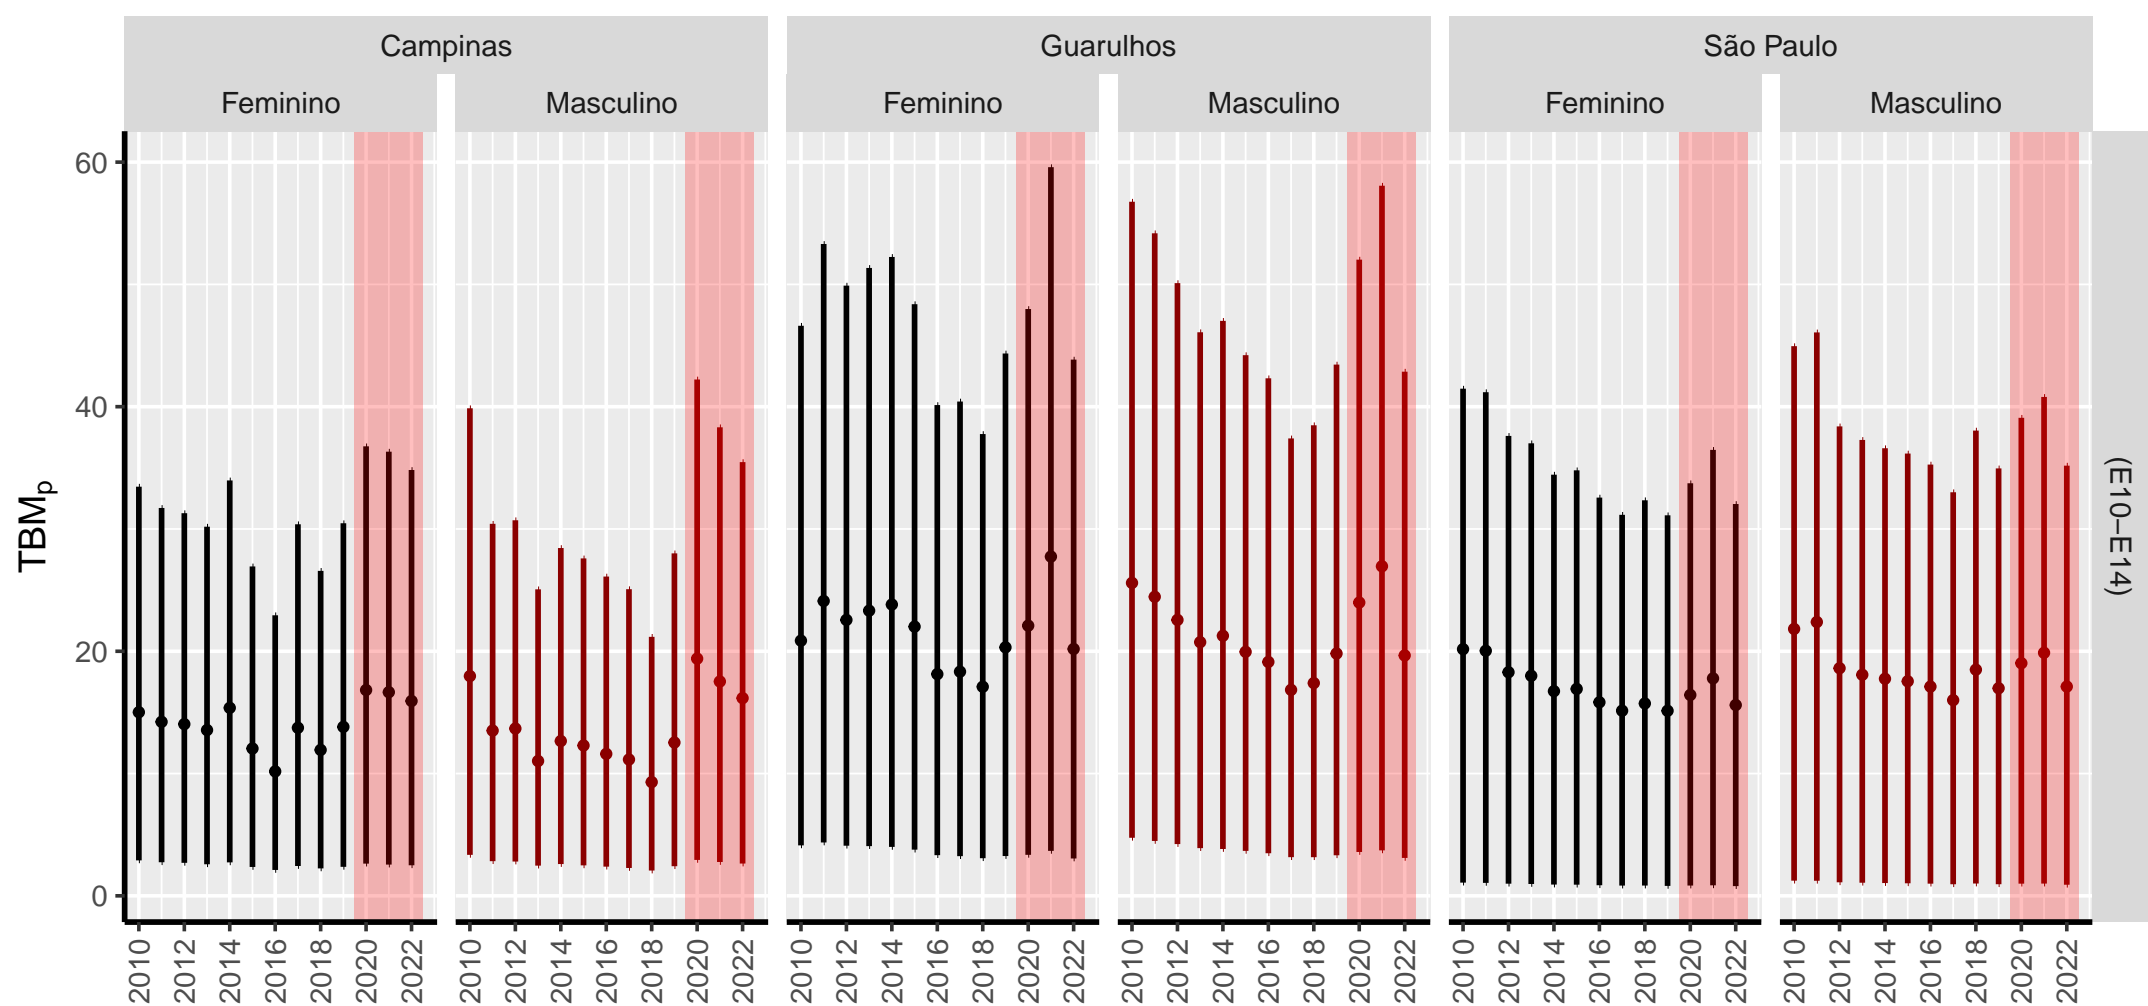 Campinas Guarulhos São Paulo
Feminino Masculino Feminino Masculino Feminino Masculino
60
40
20
0
TBMp
(E10−E14)
2010 2012 2014 2016 2018 2020 2022 2010 2012 2014 2016 2018 2020 2022 2010 2012 2014 2016 2018 2020 2022 2010 2012 2014 2016 2018 2020 2022 2010 2012 2014 2016 2018 2020 2022 2010 2012 2014 2016 2018 2020 2022